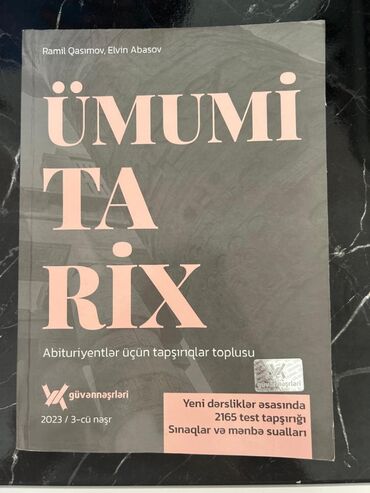 Ramil Qasımov, Elvin Abasov
ÜMUMİ
TA
RİX
Abituriyentlər üçün tapşırıqlar toplusu
güvənnəşrləri
güvənnəşrləri
2023 / 3-cü nəşr
Yeni dərsliklər əsasında
2165 test tapşırığı
Sınaqlar və mənbə sualları